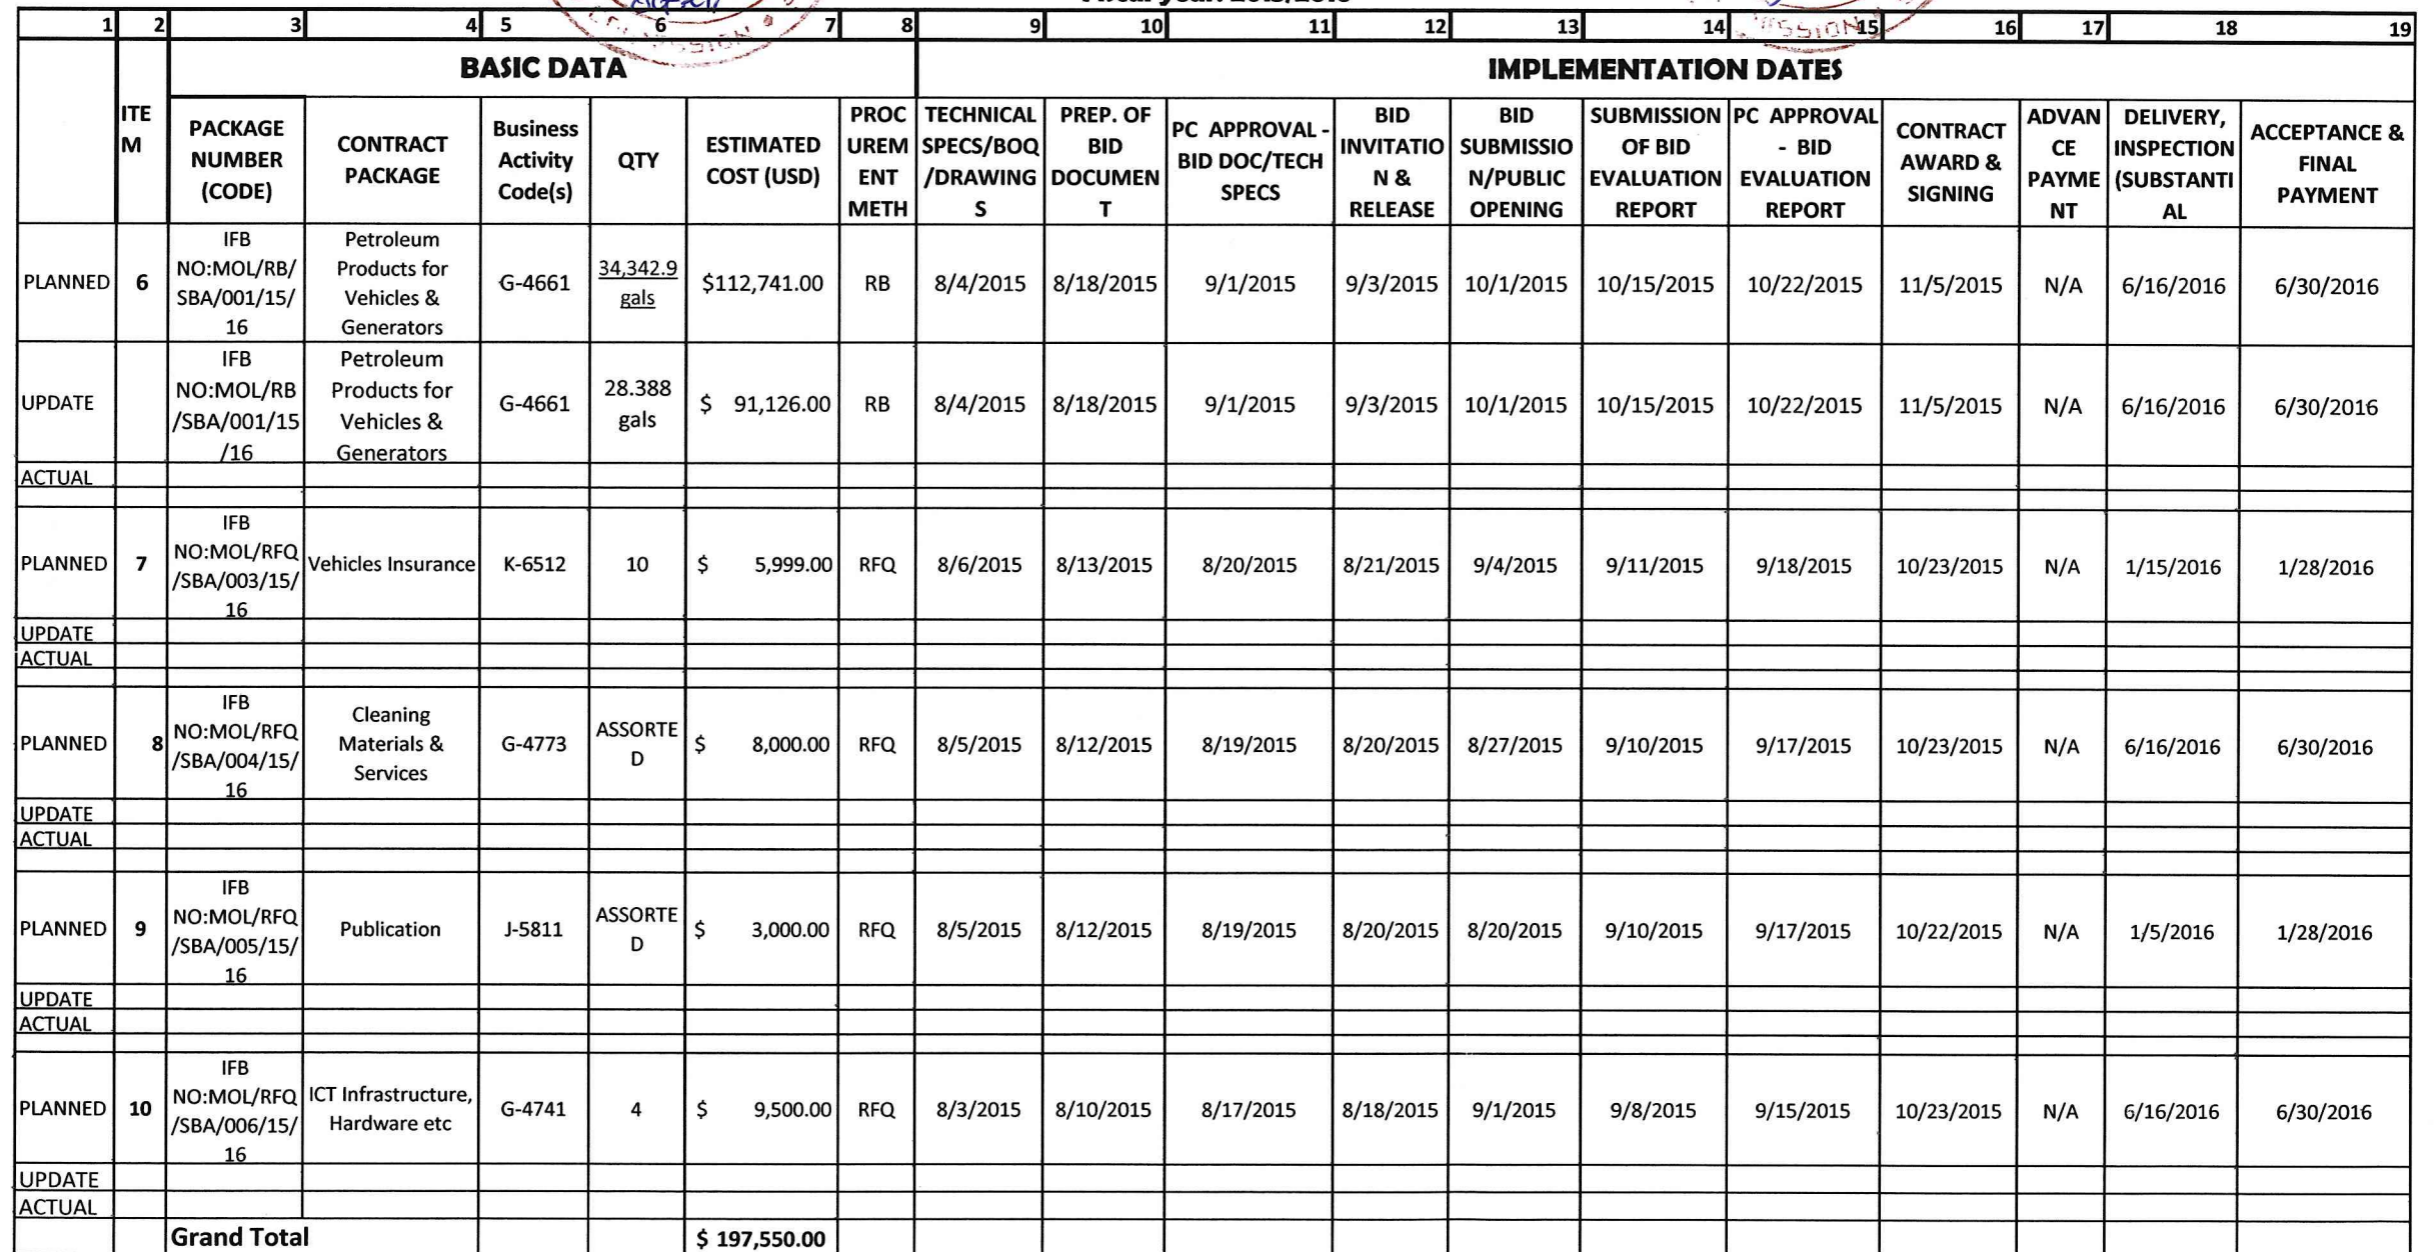 1 2 3 4 5 6 7 8 9 10 11 12 13 14 15 16 17 18 19
BASIC DATA IMPLEMENTATION DATES
ITE
M
PACKAGE
NUMBER
(CODE)
CONTRACT
PACKAGE
Business
Activity
Code(s)
QTY
ESTIMATED
COST (USD)
PROC
UREM
ENT
METH
TECHNICAL
SPECS/BOQ
/DRAWING
S
PREP. OF
BID
DOCUMEN
T
PC APPROVAL -
BID DOC/TECH
SPECS
BID
INVITATIO
N &
RELEASE
BID
SUBMISSIO
N/PUBLIC
OPENING
SUBMISSION
OF BID
EVALUATION
REPORT
PC APPROVAL
- BID
EVALUATION
REPORT
CONTRACT
AWARD &
SIGNING
ADVAN
CE
PAYME
NT
DELIVERY,
INSPECTION
(SUBSTANTI
AL
ACCEPTANCE &
FINAL
PAYMENT
PLANNED 6
IFB
NO:MOL/RB/
SBA/001/15/
16
Petroleum
Products for
Vehicles &
Generators
G-4661
34,342.9
gals
$112,741.00 RB 8/4/2015 8/18/2015 9/1/2015 9/3/2015 10/1/2015 10/15/2015 10/22/2015 11/5/2015 N/A 6/16/2016 6/30/2016
UPDATE
IFB
NO:MOL/RB
/SBA/001/15
/16
Petroleum
Products for
Vehicles &
Generators
G-4661
28.388
gals
$ 91,126.00 RB 8/4/2015 8/18/2015 9/1/2015 9/3/2015 10/1/2015 10/15/2015 10/22/2015 11/5/2015 N/A 6/16/2016 6/30/2016
ACTUAL
PLANNED 7
IFB
NO:MOL/RFQ
/SBA/003/15/
16
Vehicles Insurance K-6512 10 $ 5,999.00 RFQ 8/6/2015 8/13/2015 8/20/2015 8/21/2015 9/4/2015 9/11/2015 9/18/2015 10/23/2015 N/A 1/15/2016 1/28/2016
UPDATE
ACTUAL
PLANNED 8
IFB
NO:MOL/RFQ
/SBA/004/15/
16
Cleaning
Materials &
Services
G-4773
ASSORTE
D
$ 8,000.00 RFQ 8/5/2015 8/12/2015 8/19/2015 8/20/2015 8/27/2015 9/10/2015 9/17/2015 10/23/2015 N/A 6/16/2016 6/30/2016
UPDATE
ACTUAL
PLANNED 9
IFB
NO:MOL/RFQ
/SBA/005/15/
16
Publication J-5811
ASSORTE
D
$ 3,000.00 RFQ 8/5/2015 8/12/2015 8/19/2015 8/20/2015 8/20/2015 9/10/2015 9/17/2015 10/22/2015 N/A 1/5/2016 1/28/2016
UPDATE
ACTUAL
PLANNED 10
IFB
NO:MOL/RFQ
/SBA/006/15/
16
ICT Infrastructure,
Hardware etc
G-4741 4 $ 9,500.00 RFQ 8/3/2015 8/10/2015 8/17/2015 8/18/2015 9/1/2015 9/8/2015 9/15/2015 10/23/2015 N/A 6/16/2016 6/30/2016
UPDATE
ACTUAL
Grand Total $ 197,550.00